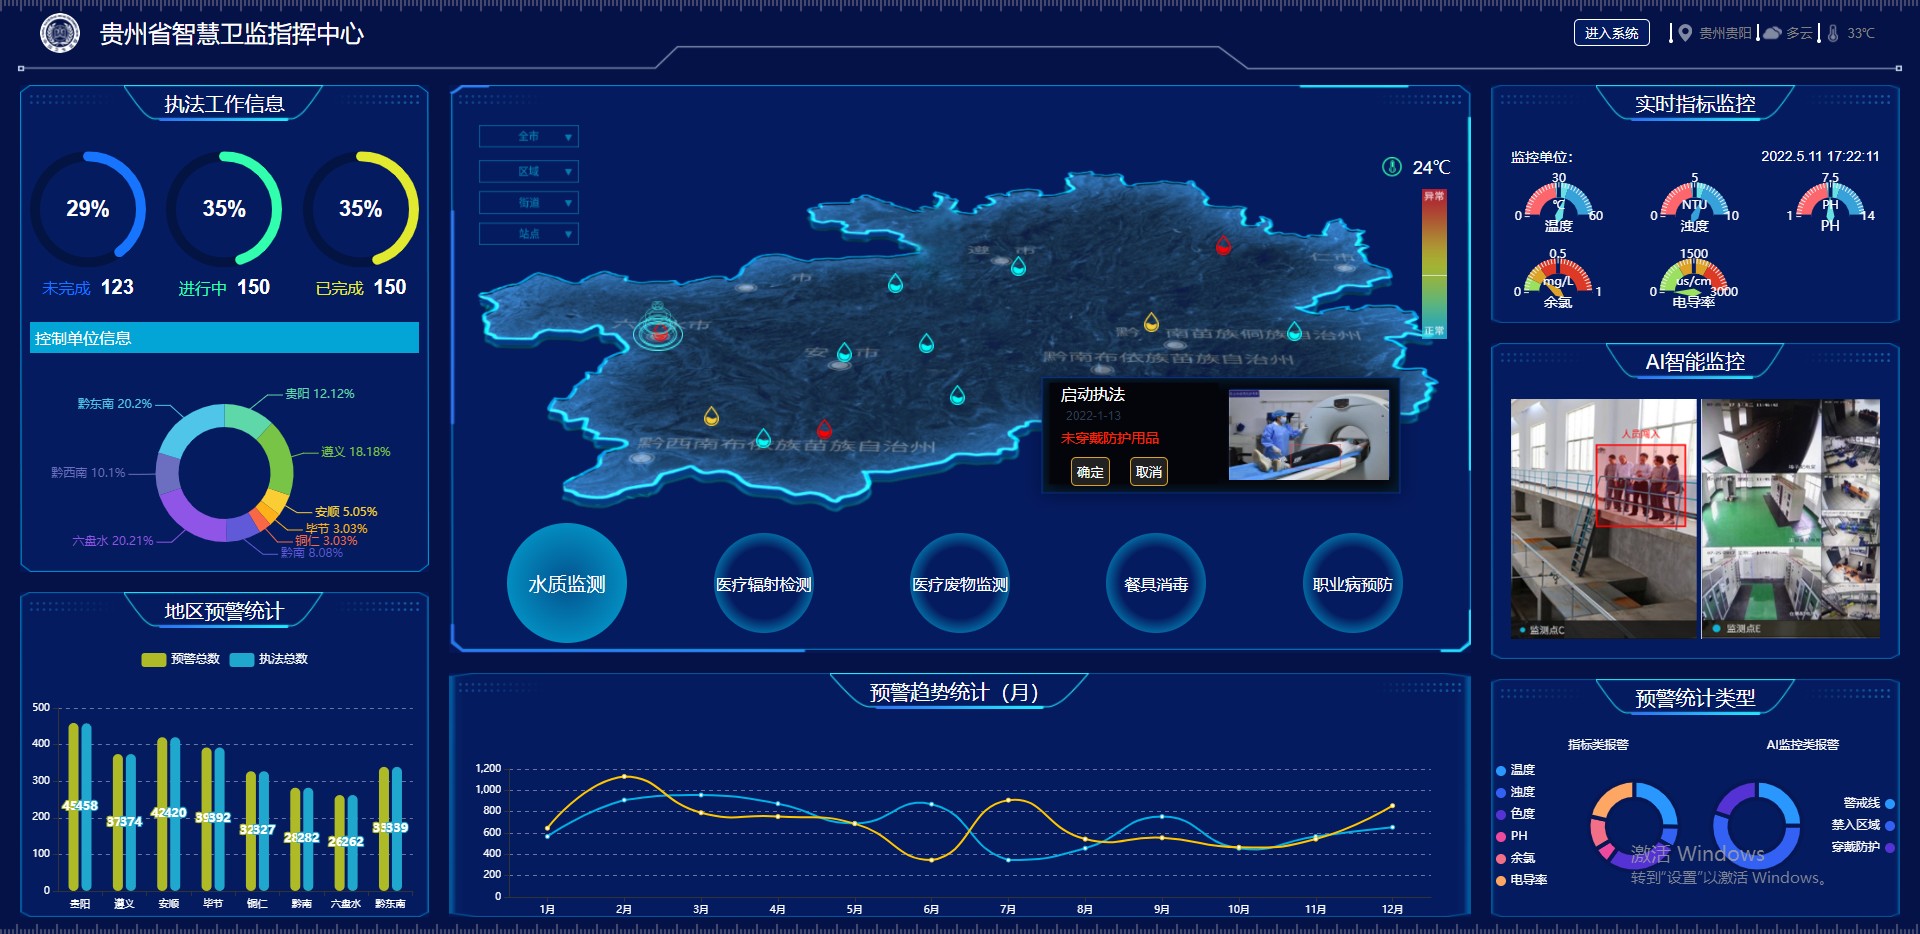 贵州省智慧卫监指挥中心
进入系统
贵州贵阳
多云
33℃
执法工作信息
29%
35%
35%
未完成 123
进行中 150
已完成 150
控制单位信息
贵阳 12.12%
黔东南 20.2%
遵义 18.18%
黔西南 10.1%
安顺 5.05%
毕节 3.03%
铜仁 3.03%
六盘水 20.21%
黔南 8.08%
地区预警统计
预警总数 执法总数
500
400
300
200
100
0
458
374
420
392
327
282
262
339
贵阳 遵义 安顺 毕节 铜仁 黔南 六盘水 黔东南
全市
区域
街道
站点
24℃
异常
正常
遵 市
仁 市
市
安 市
黔 南苗族侗族自治州
黔南布依族苗族自治州
黔西南布依族苗族自治州
启动执法
2022-1-13
未穿戴防护用品
确定 取消
水质监测
医疗辐射检测
医疗废物监测
餐具消毒
职业病预防
预警趋势统计（月）
1,200
1,000
800
600
400
200
0
1月 2月 3月 4月 5月 6月 7月 8月 9月 10月 11月 12月
实时指标监控
监控单位：
2022.5.11 17:22:11
30
℃
0 60
温度
5
NTU
0 10
浊度
7.5
PH
1 14
PH
0.5
mg/L
0 1
余氯
1500
us/cm
0 3000
电导率
AI智能监控
人员闯入
监测点C
监测点E
预警统计类型
指标类报警
AI监控类报警
温度
浊度
色度
PH
余氯
电导率
警戒线
禁入区域
穿戴防护
激活 Windows
转到"设置"以激活 Windows。